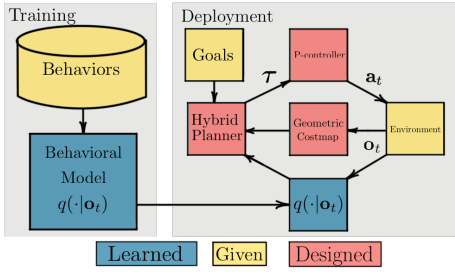 Training
Behaviors
Behavioral
Model
q(·|o_t)
Deployment
Goals
P-controller
τ
a_t
Hybrid
Planner
Geometric
Costmap
Environment
o_t
q(·|o_t)
Learned
Given
Designed